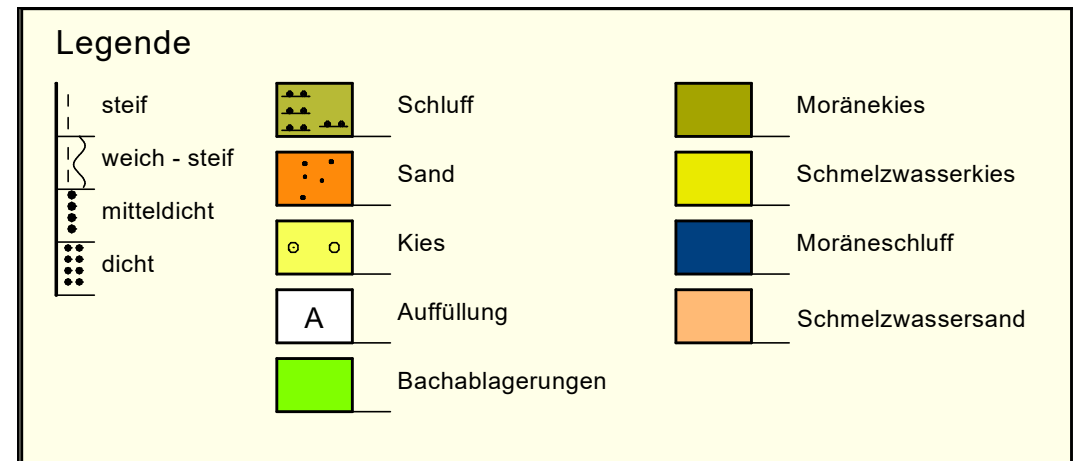 Legende
steif
weich - steif
mitteldicht
dicht
Schluff
Sand
Kies
A
Auffüllung
Bachablagerungen
Moränekies
Schmelzwasserkies
Moräneschluff
Schmelzwassersand